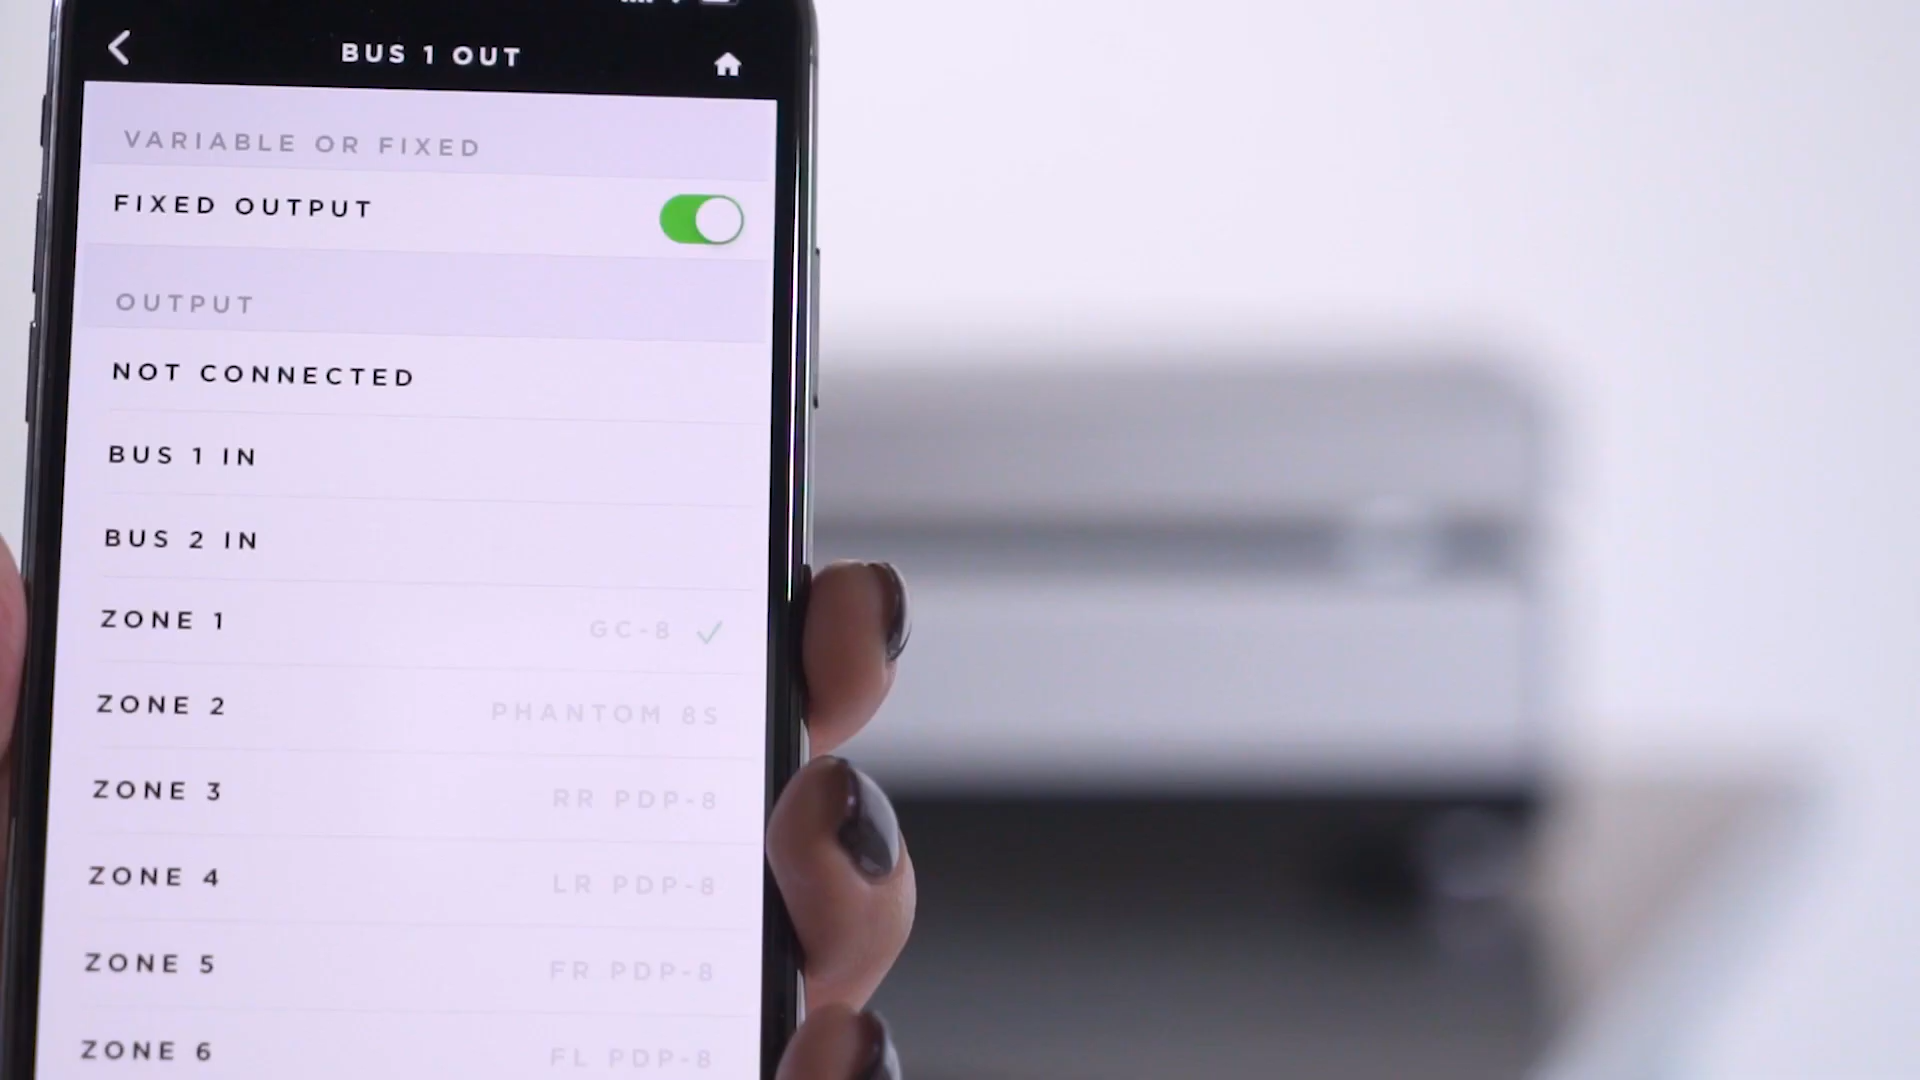 BUS 1 OUT
VARIABLE OR FIXED
FIXED OUTPUT
OUTPUT
NOT CONNECTED
BUS 1 IN
BUS 2 IN
ZONE 1 GC-8
ZONE 2 PHANTOM 8S
ZONE 3 RR PDP-8
ZONE 4 LR PDP-8
ZONE 5 FR PDP-8
ZONE 6 FL PDP-8